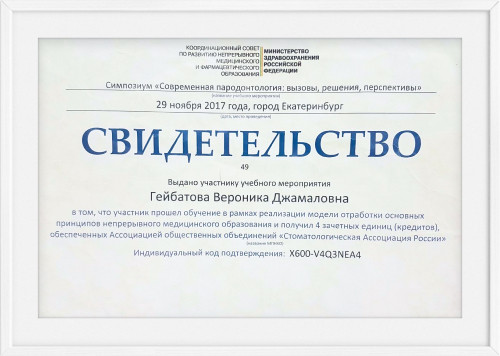 КООРДИНАЦИОННЫЙ СОВЕТ
ПО РАЗВИТИЮ НЕПРЕРЫВНОГО
МЕДИЦИНСКОГО
И ФАРМАЦЕВТИЧЕСКОГО
ОБРАЗОВАНИЯ
МИНИСТЕРСТВО
ЗДРАВООХРАНЕНИЯ
РОССИЙСКОЙ
ФЕДЕРАЦИИ
Симпозиум «Современная пародонтология: вызовы, решения, перспективы»
(название учебного мероприятия)
29 ноября 2017 года, город Екатеринбург
(дата, место проведения)
СВИДЕТЕЛЬСТВО
49
Выдано участнику учебного мероприятия
Гейбатова Вероника Джамаловна
в том, что участник прошел обучение в рамках реализации модели отработки основных
принципов непрерывного медицинского образования и получил 4 зачетных единиц (кредитов),
обеспеченных Ассоциацией общественных объединений «Стоматологическая Ассоциация России»
Индивидуальный код подтверждения: X600-V4Q3NEA4